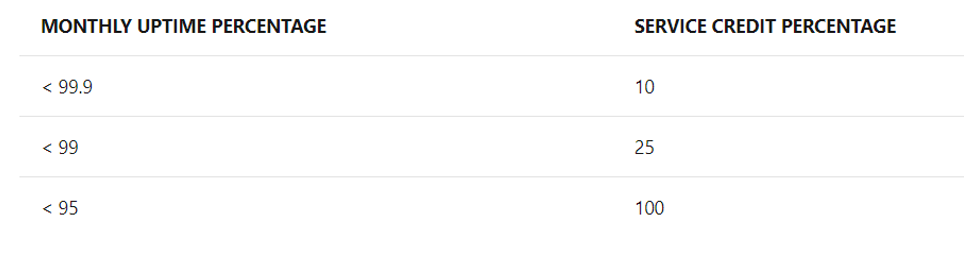 MONTHLY UPTIME PERCENTAGE SERVICE CREDIT PERCENTAGE
< 99.9 10
< 99 25
< 95 100